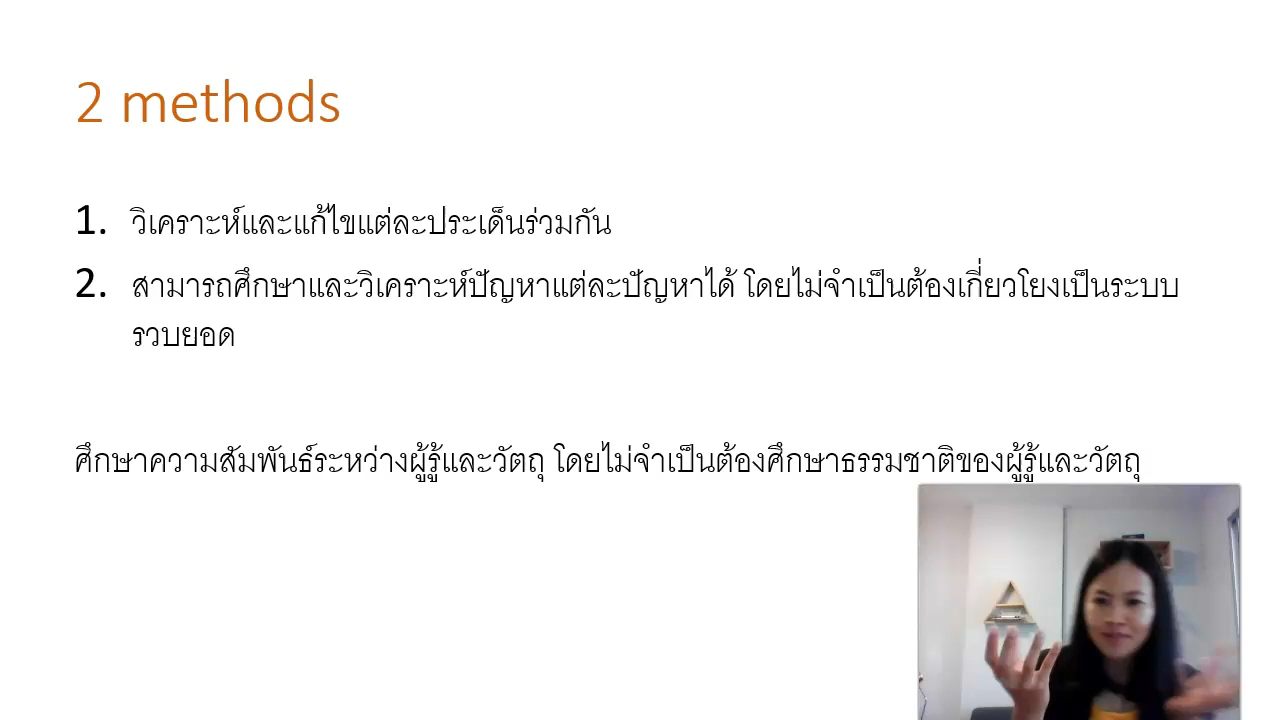 2 methods
1. วิเคราะห์และแก้ไขแต่ละประเด็นร่วมกัน
2. สามารถศึกษาและวิเคราะห์ปัญหาแต่ละปัญหาได้ โดยไม่จำเป็นต้องเกี่ยวโยงเป็นระบบ
รวบยอด
ศึกษาความสัมพันธ์ระหว่างผู้รู้และวัตถุ โดยไม่จำเป็นต้องศึกษาธรรมชาติของผู้รู้และวัตถุ